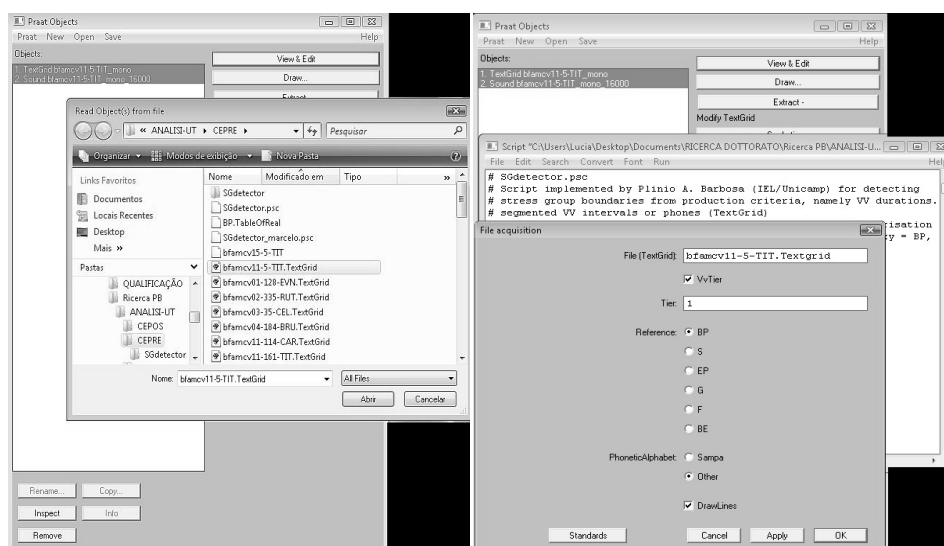 Praat Objects
Praat New Open Save Help
Objects:
1. TextGrid bfamcv11-5-TIT_mono
2. Sound bfamcv11-5-TIT_mono_16000
View & Edit
Draw...
Extract
Read Object(s) from file
« ANALISI-UT CEPRE
Pesquisar
Organizar Modos de exibição Nova Pasta
Links Favoritos
Documentos
Locais Recentes
Desktop
Mais »
Pastas
QUALIFICAÇÃO
Ricerca PB
ANALISI-UT
CEPOS
CEPRE
SGdetector
Nome Modificado em Tipo »
SGdetector
SGdetector.psc
BP.TableOfReal
SGdetector_marcelo.psc
bfamcv15-5-TIT
bfamcv11-5-TIT.TextGrid
bfamcv01-128-EVN.TextGrid
bfamcv02-335-RUT.TextGrid
bfamcv03-35-CEL.TextGrid
bfamcv04-184-BRU.TextGrid
bfamcv11-114-CAR.TextGrid
bfamcv11-161-TIT.TextGrid
Nome: bfamcv11-5-TIT.TextGrid
All Files
Abrir Cancelar
Rename... Copy...
Inspect Info
Remove
Praat Objects
Praat New Open Save Help
Objects:
1. TextGrid bfamcv11-5-TIT_mono
2. Sound bfamcv11-5-TIT_mono_16000
View & Edit
Draw...
Extract -
Modify TextGrid
Script "C:\Users\Lucia\Desktop\Documents\RICERCA DOTTORATO\Ricerca PB\ANALISI-U...
File Edit Search Convert Font Run Hel
# SGdetector.psc
# Script implemented by Plinio A. Barbosa (IEL/Unicamp) for detecting
# stress group boundaries from production criteria, namely VV durations.
# segmented VV intervals or phones (TextGrid)
risation
y = BP,
File acquisition
File (TextGrid): bfamcv11-5-TIT.Textgrid
VvTier
Tier: 1
Reference: BP
S
EP
G
F
BE
PhoneticAlphabet: Sampa
Other
DrawLines
Standards Cancel Apply OK